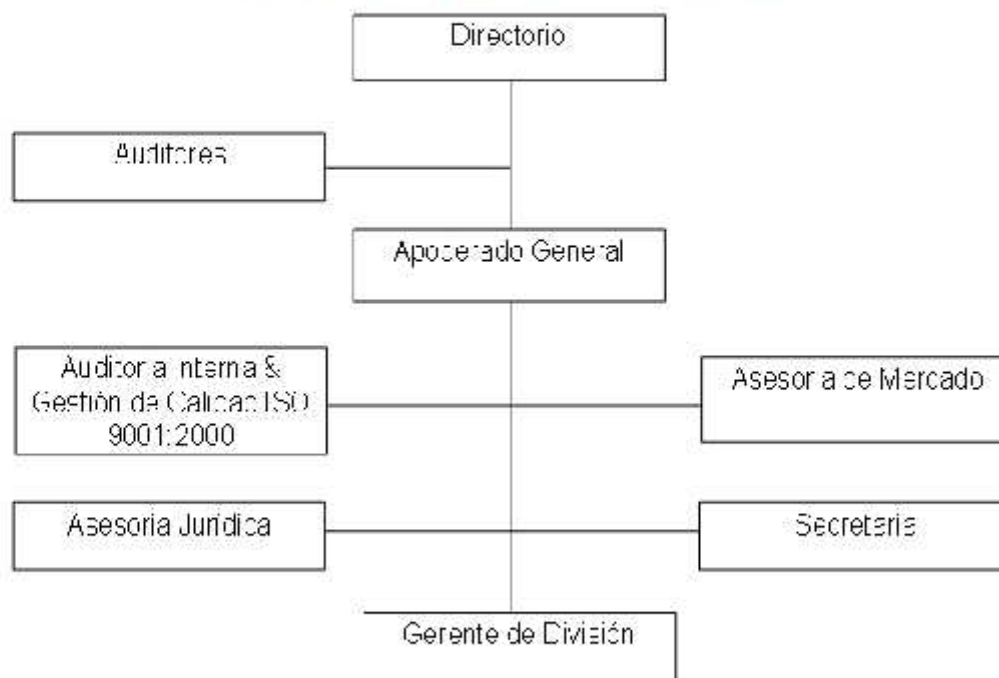 Directorio
Auditores
Apoderado General
Auditoria Interna &
Gestión de Calidad ISO
9001:2000
Asesoria de Mercado
Asesoria Jurídica
Secretaria
Gerente de División